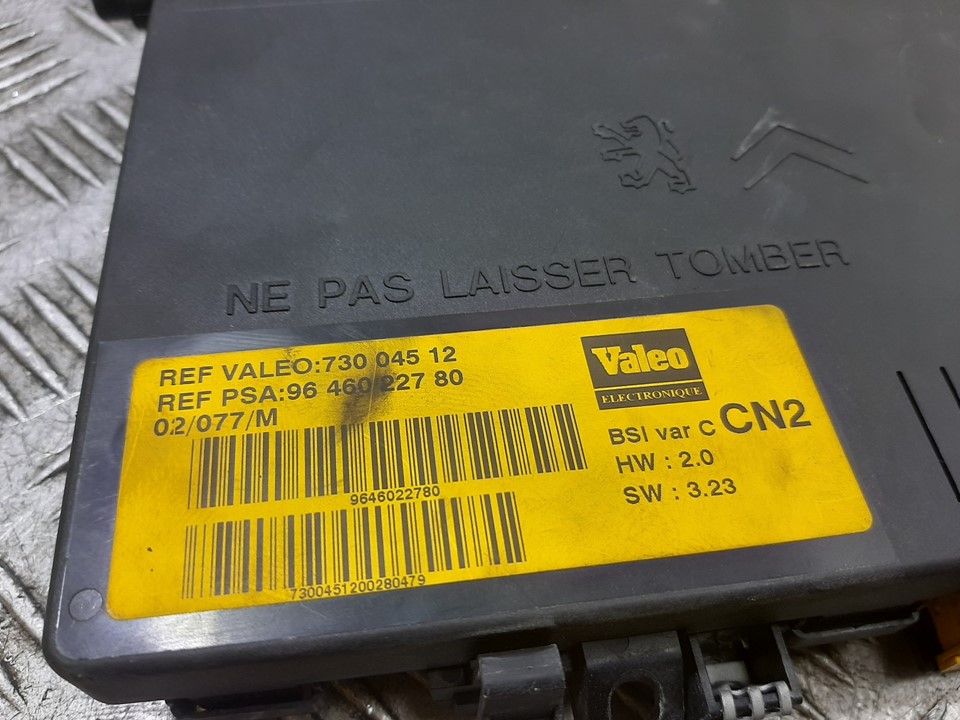 NE PAS LAISSER TOMBER
REF VALEO:730 045 12
REF PSA:96 460 227 80
02/077/M
9646022780
7300451200280479
Valeo
ELECTRONIQUE
BSI var C CN2
HW : 2.0
SW : 3.23